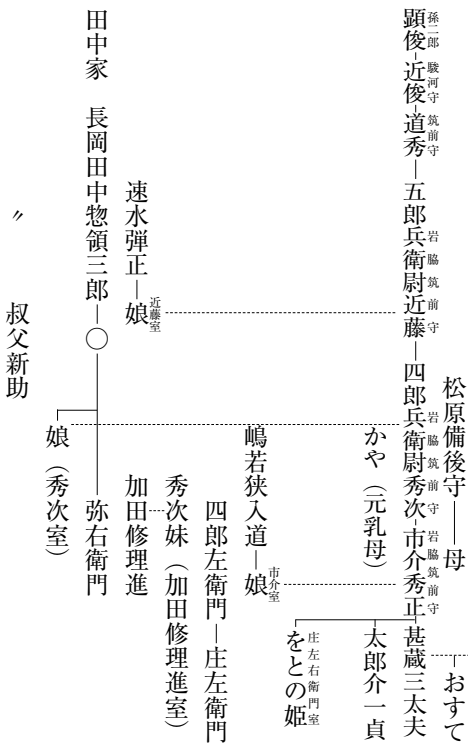 松原備後守―母
おすて
孫二郎 駿河守 筑前守 岩脇筑前守 岩脇筑前守 岩脇筑前守
顕俊-近俊-道秀―五郎兵衛尉近藤―四郎兵衛尉秀次-市介秀正 甚蔵三太夫
かや（元乳母）
太郎介一貞
庄左右衛門室
をとの姫
嶋若狭入道―娘 市介室
四郎左衛門―庄左衛門
秀次妹（加田修理進室）
加田修理進
速水弾正―娘 近藤室
田中家 長岡田中惣領三郎―〇
弥右衛門
娘（秀次室）
〃 叔父新助